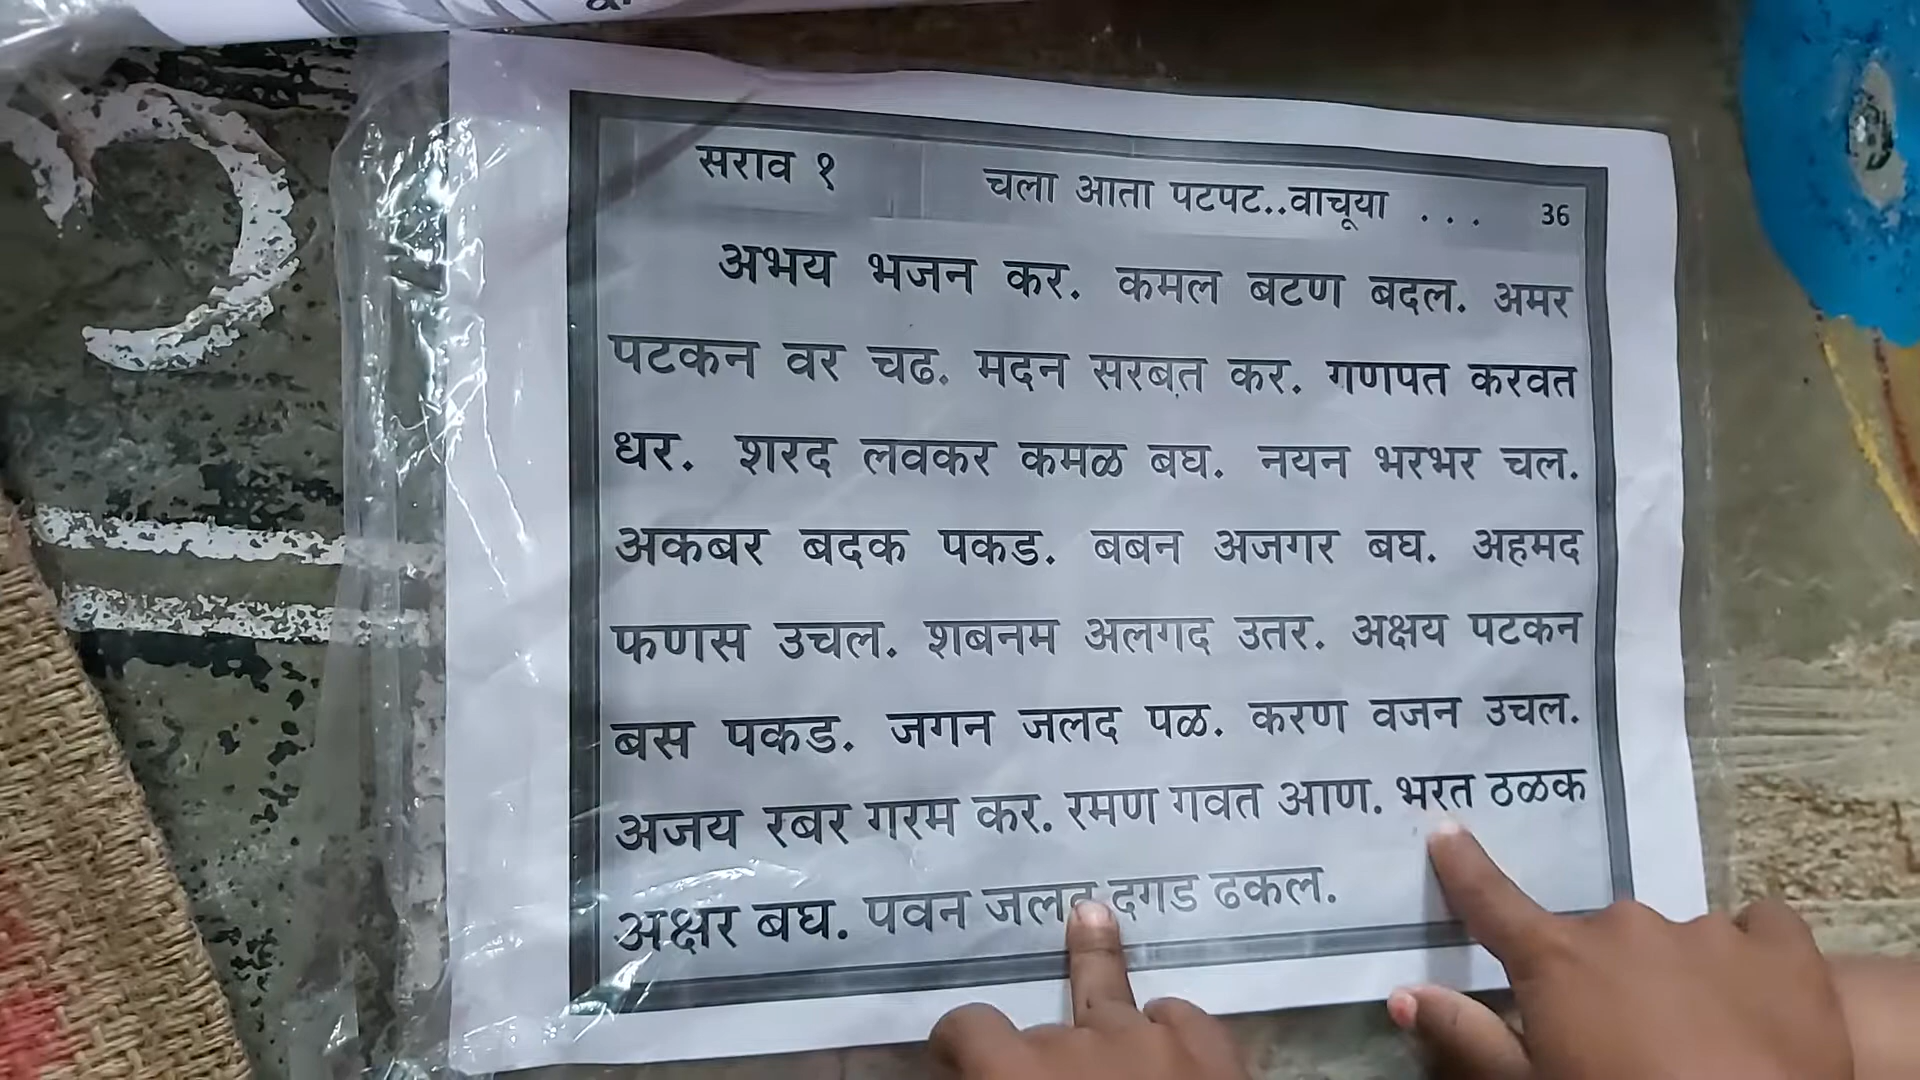 सराव १ चला आता पटपट..वाचूया ... 36
अभय भजन कर. कमल बटण बदल. अमर
पटकन वर चढ. मदन सरबत कर. गणपत करवत
धर. शरद लवकर कमळ बघ. नयन भरभर चल.
अकबर बदक पकड. बबन अजगर बघ. अहमद
फणस उचल. शबनम अलगद उतर. अक्षय पटकन
बस पकड. जगन जलद पळ. करण वजन उचल.
अजय रबर गरम कर. रमण गवत आण. भरत ठळक
अक्षर बघ. पवन जलद दगड ढकल.